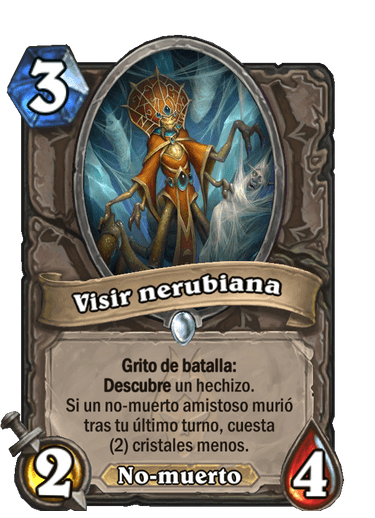 3
Visir nerubiana
Grito de batalla:
Descubre un hechizo.
Si un no-muerto amistoso murió
tras tu último turno, cuesta
(2) cristales menos.
2
No-muerto
4